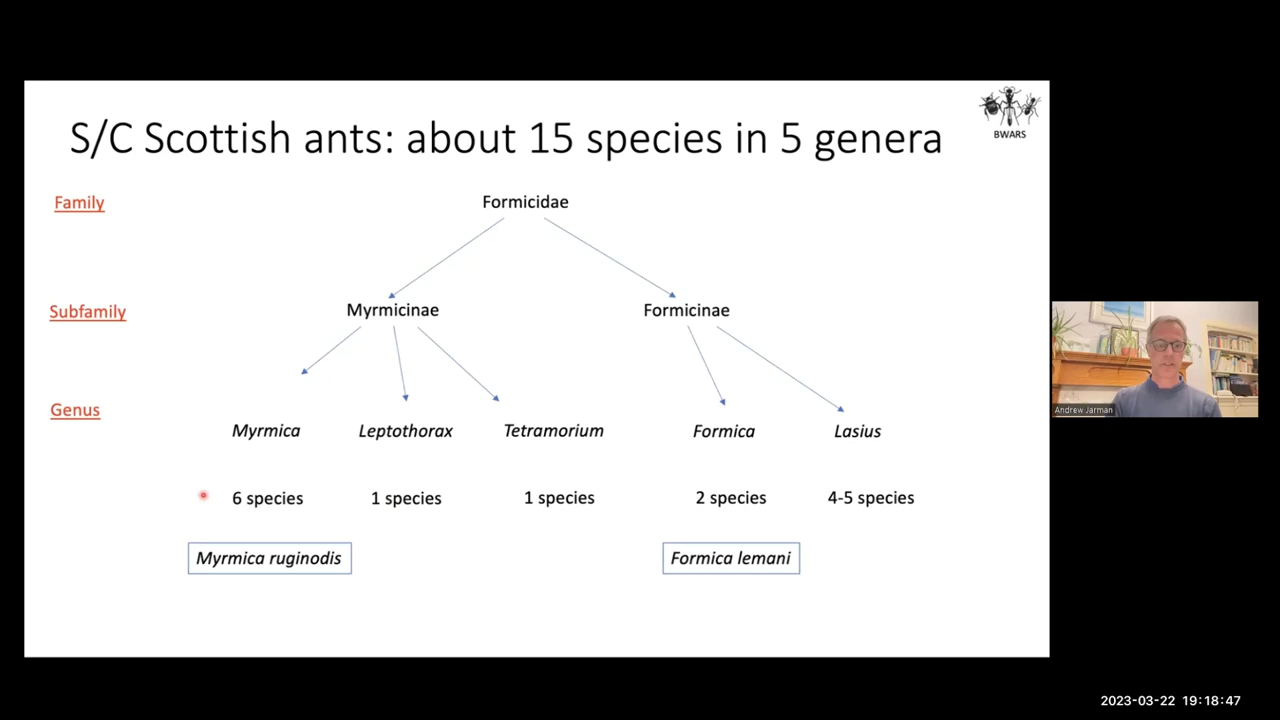 S/C Scottish ants: about 15 species in 5 genera
BWARS
Family
Formicidae
Subfamily
Myrmicinae
Formicinae
Genus
Myrmica
Leptothorax
Tetramorium
Formica
Lasius
6 species
1 species
1 species
2 species
4-5 species
Myrmica ruginodis
Formica lemani
Andrew Jarman
2023-03-22 19:18:47